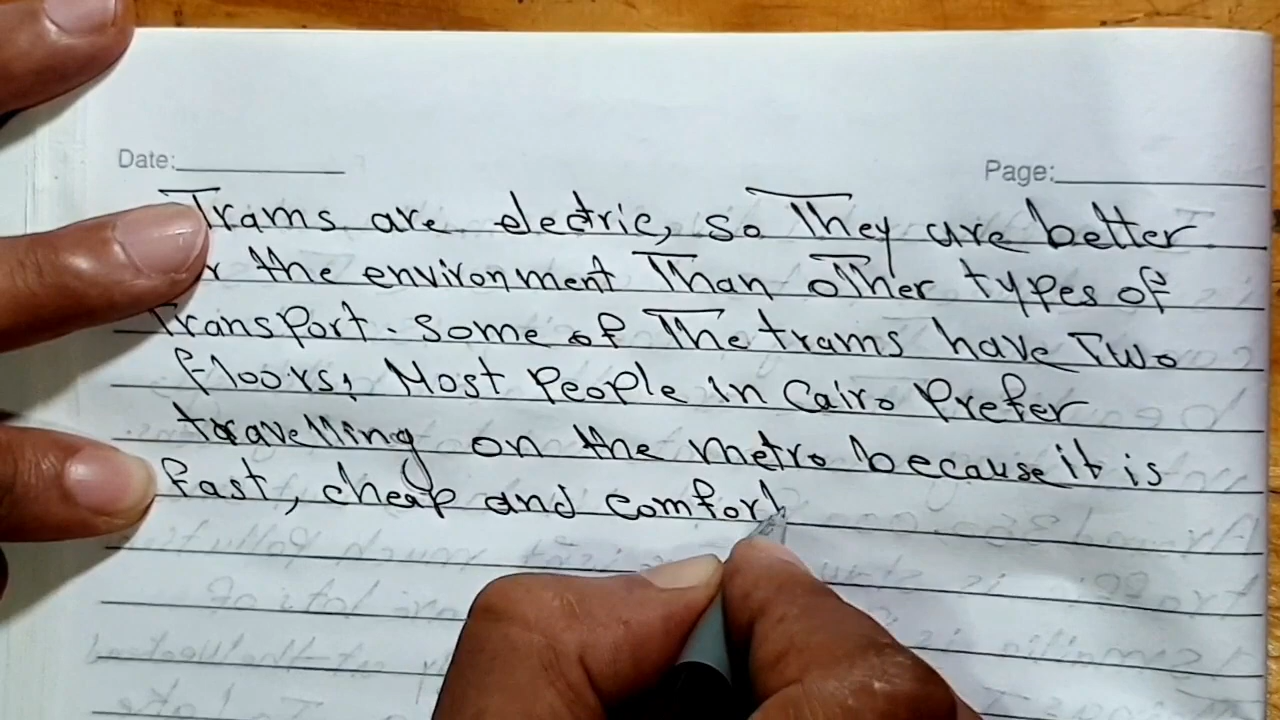 Date:
Page:
Trams are electric, so They are better
r the environment Than oTher types of
Transport. Some of The trams have Two
floors, Most People in Cairo Prefer
travelling on the metro because it is
fast, cheap and comfort